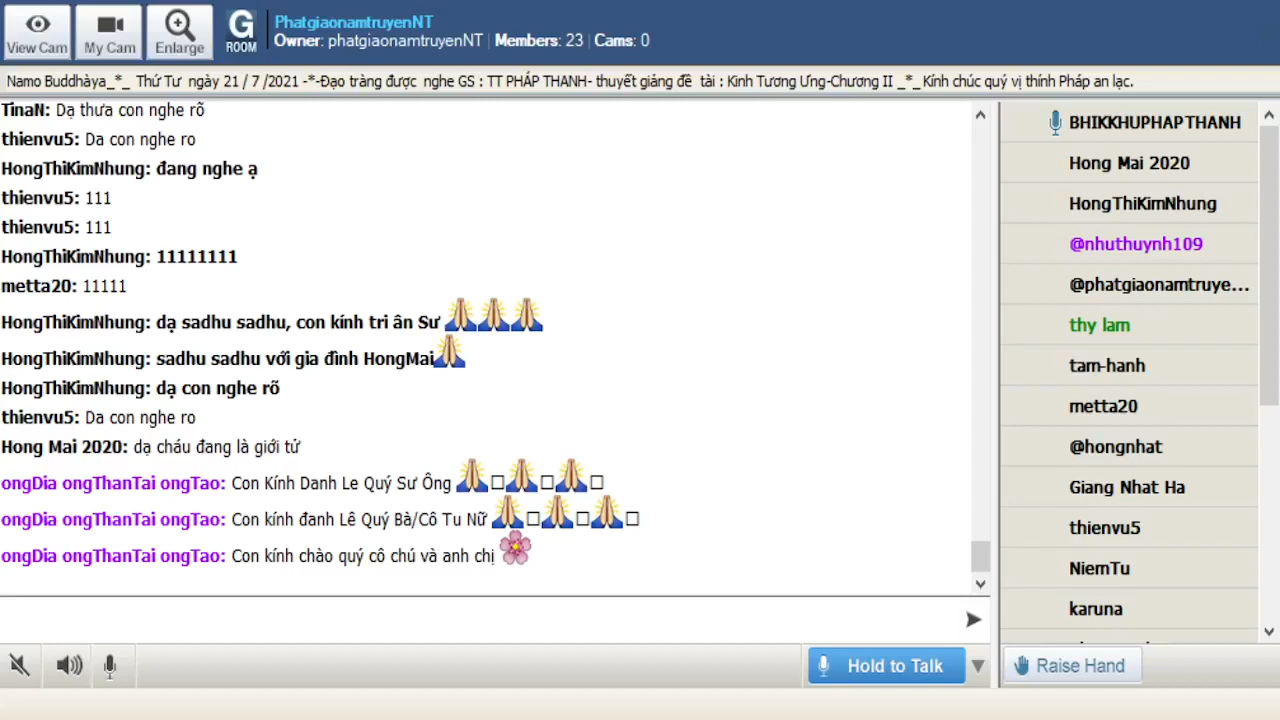 View Cam
My Cam
Enlarge
G
ROOM
PhatgiaonamtruyenNT
Owner: phatgiaonamtruyenNT | Members: 23 | Cams: 0
Namo Buddhàya_*_ Thứ Tư ngày 21 / 7 /2021 -*-Đạo tràng được nghe GS : TT PHÁP THANH- thuyết giảng đề tài : Kinh Tương Ưng-Chương II _*_ Kính chúc quý vị thính Pháp an lạc.
TinaN: Dạ thưa con nghe rõ
thienvu5: Da con nghe ro
HongThiKimNhung: đang nghe ạ
thienvu5: 111
thienvu5: 111
HongThiKimNhung: 11111111
metta20: 11111
HongThiKimNhung: dạ sadhu sadhu, con kính tri ân Sư
HongThiKimNhung: sadhu sadhu với gia đình HongMai
HongThiKimNhung: dạ con nghe rõ
thienvu5: Da con nghe ro
Hong Mai 2020: dạ cháu đang là giới tử
ongDia ongThanTai ongTao: Con Kính Danh Le Quý Sư Ông
ongDia ongThanTai ongTao: Con kính đanh Lê Quý Bà/Cô Tu Nữ
ongDia ongThanTai ongTao: Con kính chào quý cô chú và anh chị
BHIKKHUPHAPTHANH
Hong Mai 2020
HongThiKimNhung
@nhuthuynh109
@phatgiaonamtruye...
thy lam
tam-hanh
metta20
@hongnhat
Giang Nhat Ha
thienvu5
NiemTu
karuna
Hold to Talk
Raise Hand